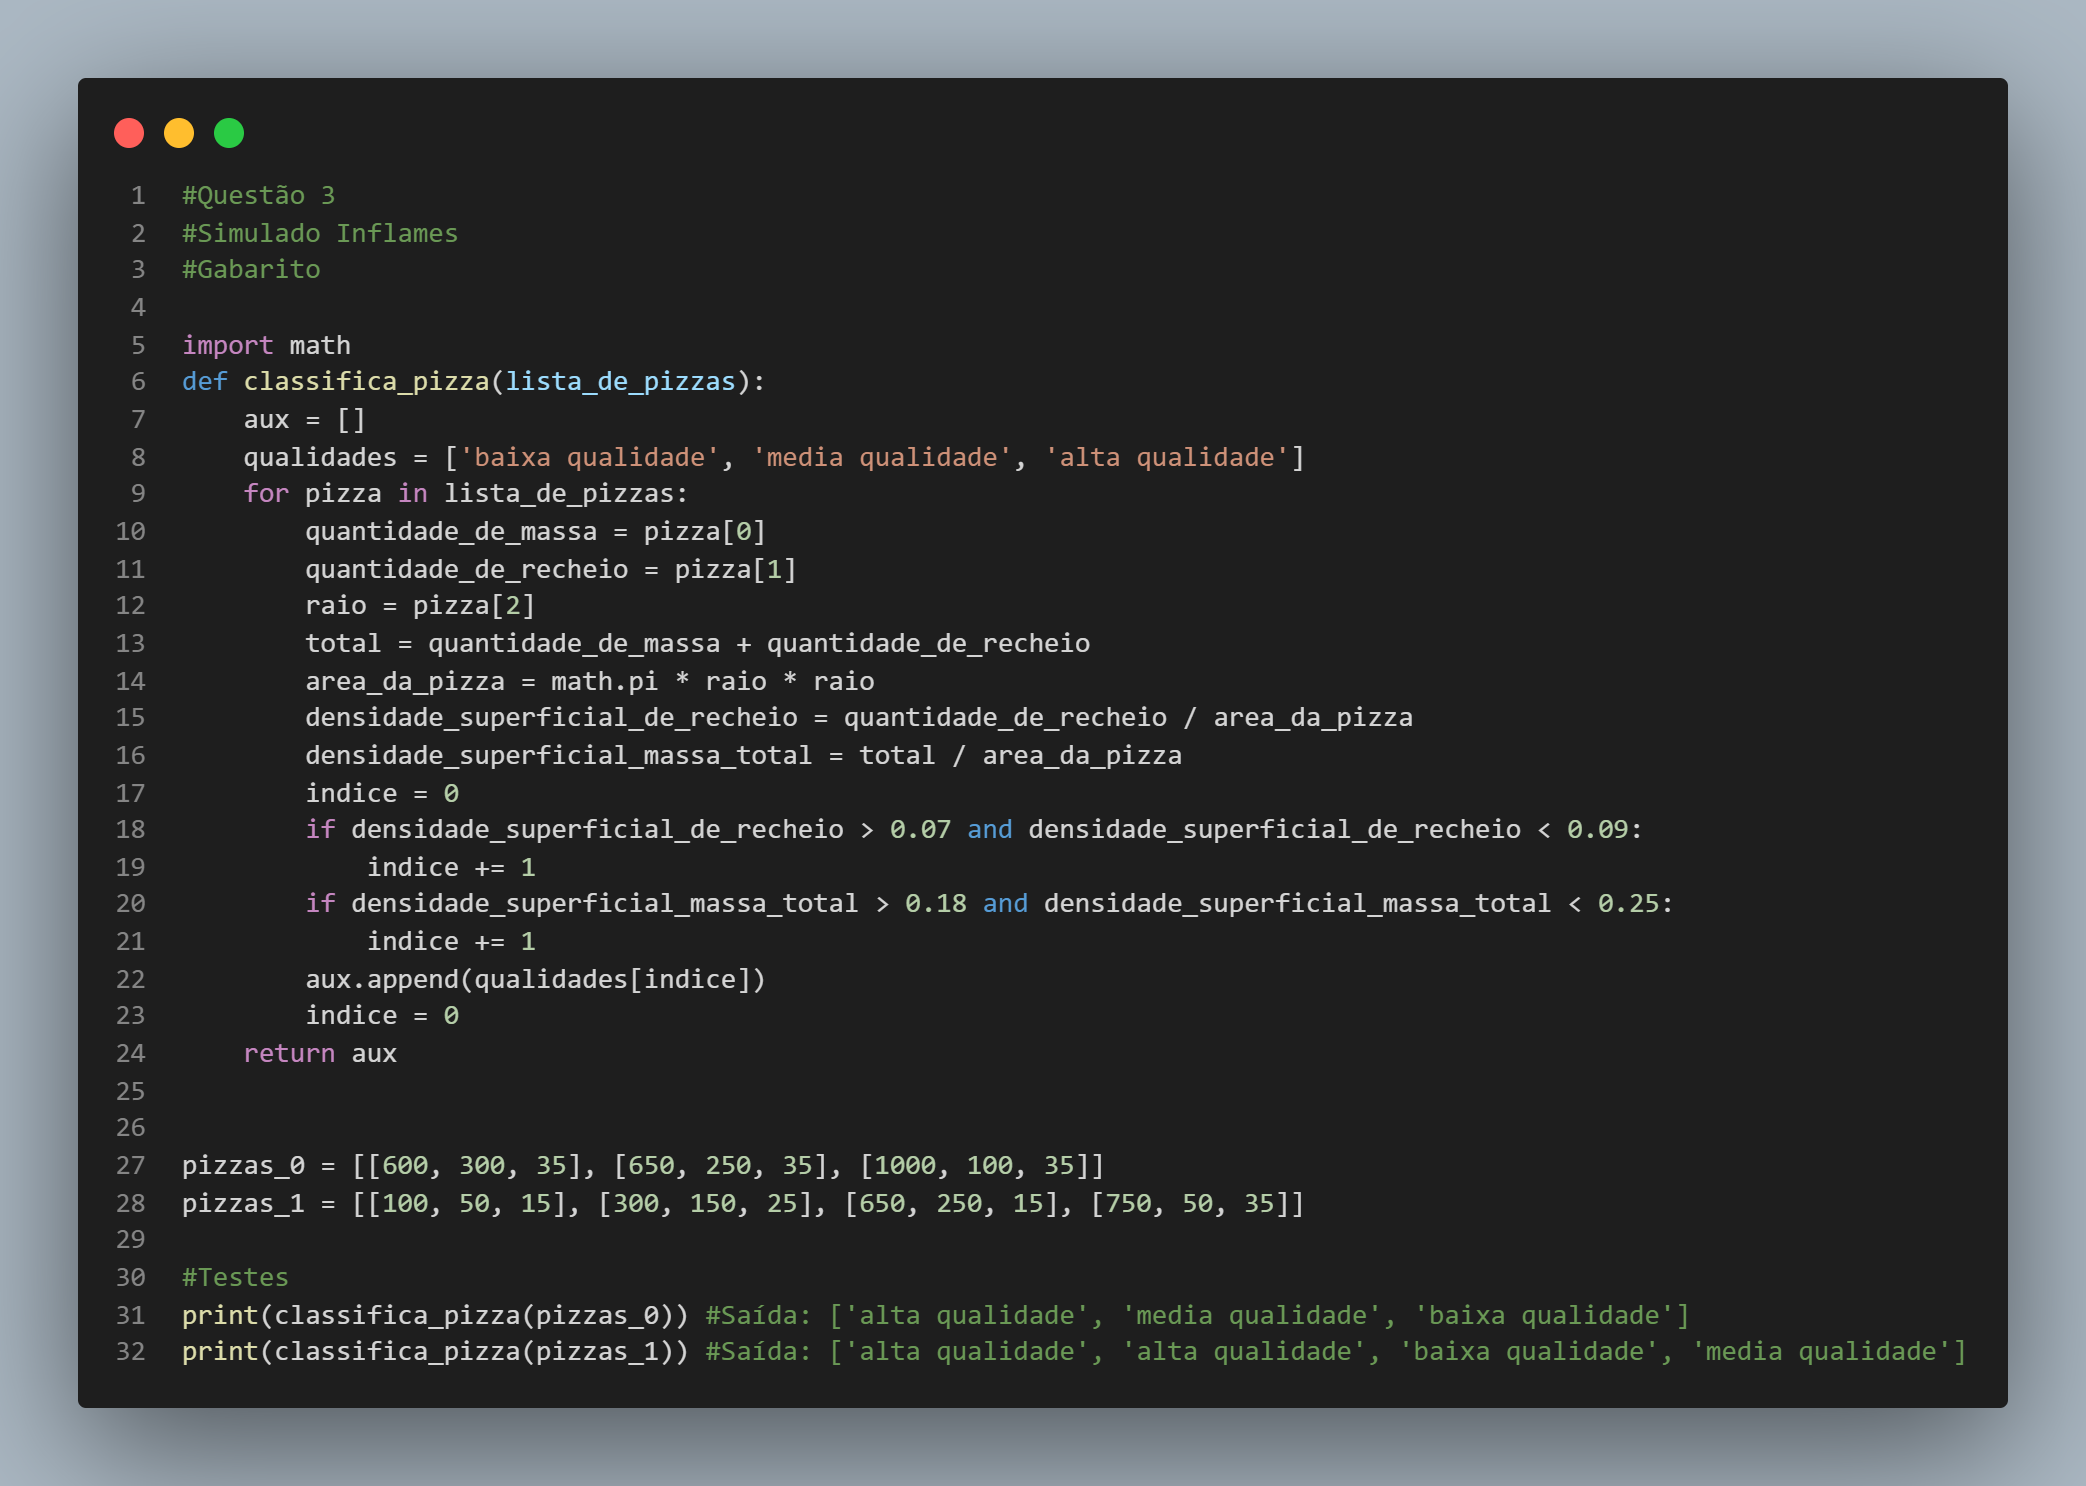 1 #Questão 3
2 #Simulado Inflames
3 #Gabarito
4
5 import math
6 def classifica_pizza(lista_de_pizzas):
7     aux = []
8     qualidades = ['baixa qualidade', 'media qualidade', 'alta qualidade']
9     for pizza in lista_de_pizzas:
10         quantidade_de_massa = pizza[0]
11         quantidade_de_recheio = pizza[1]
12         raio = pizza[2]
13         total = quantidade_de_massa + quantidade_de_recheio
14         area_da_pizza = math.pi * raio * raio
15         densidade_superficial_de_recheio = quantidade_de_recheio / area_da_pizza
16         densidade_superficial_massa_total = total / area_da_pizza
17         indice = 0
18         if densidade_superficial_de_recheio > 0.07 and densidade_superficial_de_recheio < 0.09:
19             indice += 1
20         if densidade_superficial_massa_total > 0.18 and densidade_superficial_massa_total < 0.25:
21             indice += 1
22         aux.append(qualidades[indice])
23         indice = 0
24     return aux
25
26
27 pizzas_0 = [[600, 300, 35], [650, 250, 35], [1000, 100, 35]]
28 pizzas_1 = [[100, 50, 15], [300, 150, 25], [650, 250, 15], [750, 50, 35]]
29
30 #Testes
31 print(classifica_pizza(pizzas_0)) #Saída: ['alta qualidade', 'media qualidade', 'baixa qualidade']
32 print(classifica_pizza(pizzas_1)) #Saída: ['alta qualidade', 'alta qualidade', 'baixa qualidade', 'media qualidade']